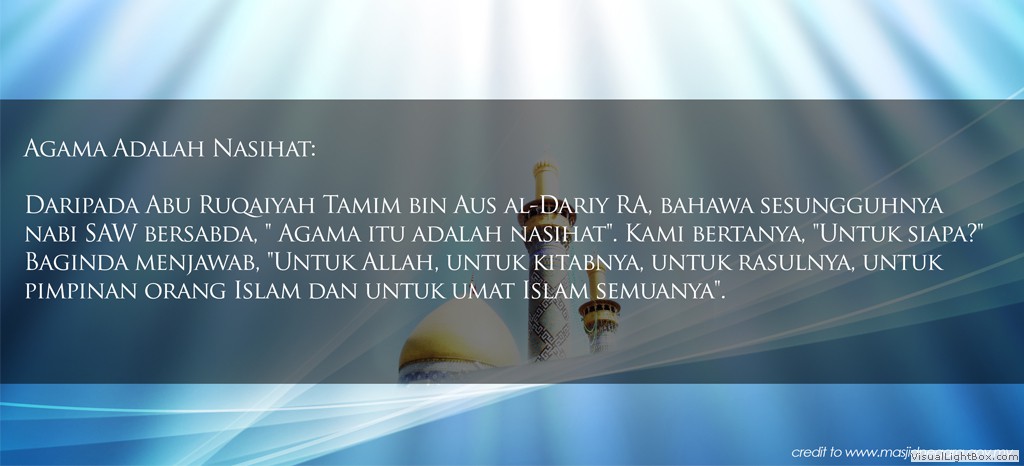 Agama Adalah Nasihat:
Daripada Abu Ruqaiyah Tamim bin Aus al-Dariy RA, bahawa sesungguhnya
nabi SAW bersabda, " Agama itu adalah nasihat". Kami bertanya, "Untuk siapa?"
Baginda menjawab, "Untuk Allah, untuk kitabnya, untuk rasulnya, untuk
pimpinan orang Islam dan untuk umat Islam semuanya".
credit to
VisualLightBox.com